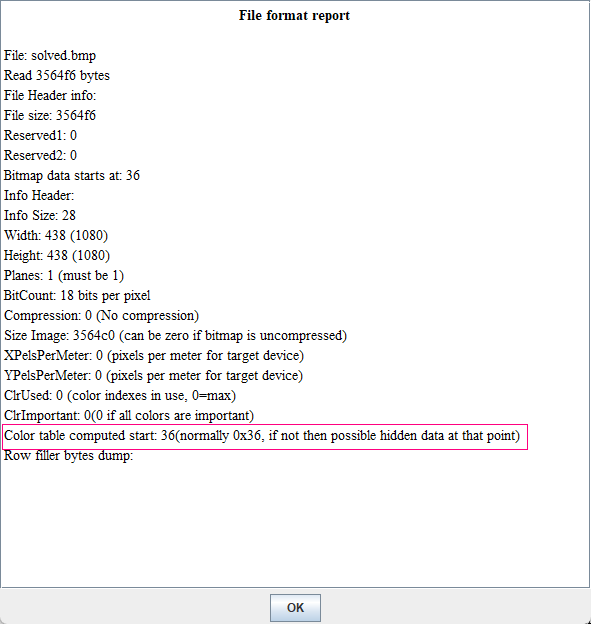 File format report
File: solved.bmp
Read 3564f6 bytes
File Header info:
File size: 3564f6
Reserved1: 0
Reserved2: 0
Bitmap data starts at: 36
Info Header:
Info Size: 28
Width: 438 (1080)
Height: 438 (1080)
Planes: 1 (must be 1)
BitCount: 18 bits per pixel
Compression: 0 (No compression)
Size Image: 3564c0 (can be zero if bitmap is uncompressed)
XPelsPerMeter: 0 (pixels per meter for target device)
YPelsPerMeter: 0 (pixels per meter for target device)
ClrUsed: 0 (color indexes in use, 0=max)
ClrImportant: 0(0 if all colors are important)
Color table computed start: 36(normally 0x36, if not then possible hidden data at that point)
Row filler bytes dump:
OK